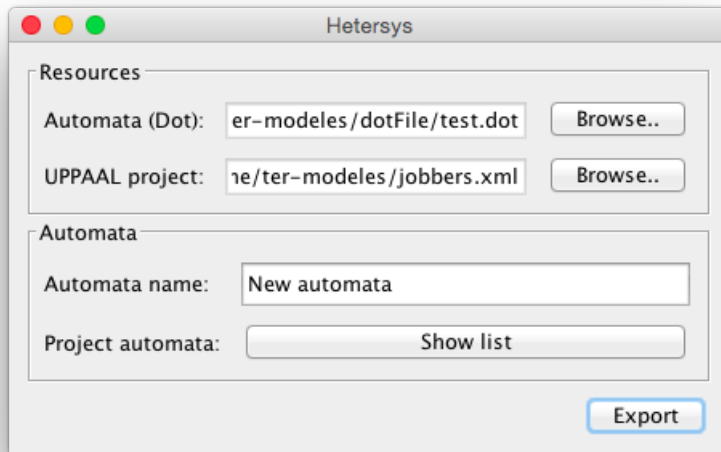 Hetersys
Resources
Automata (Dot): er-modeles/dotFile/test.dot Browse..
UPPAAL project: ne/ter-modeles/jobbers.xml Browse..
Automata
Automata name: New automata
Project automata: Show list
Export